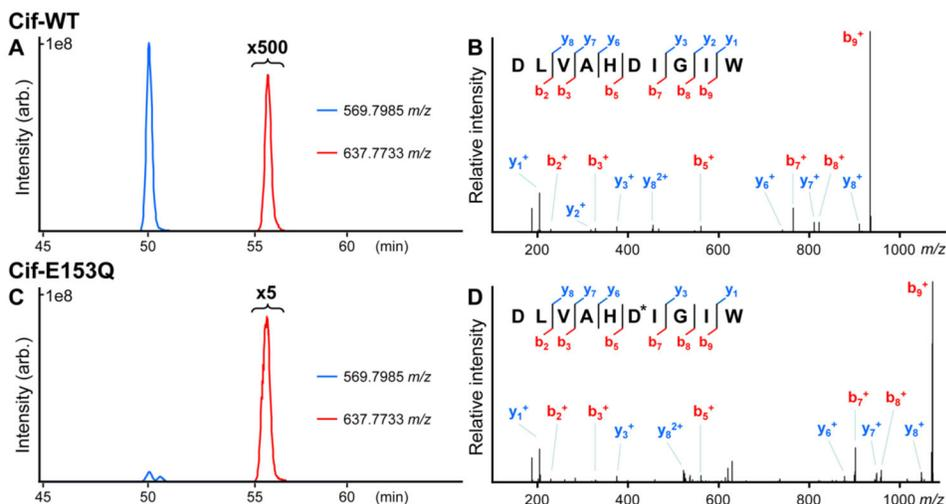 Cif-WT
A
1e8
x500
Intensity (arb.)
569.7985 m/z
637.7733 m/z
45 50 55 60 (min)
B
y8 y7 y6 y3 y2 y1
D L V A H D I G I W
b2 b3 b5 b7 b8 b9
b9+
Relative intensity
y1+ b2+ b3+ b5+ b7+ b8+
y2+ y3+ y82+ y6+ y7+ y8+
200 400 600 800 1000 m/z
Cif-E153Q
C
1e8
x5
Intensity (arb.)
569.7985 m/z
637.7733 m/z
45 50 55 60 (min)
D
y8 y7 y6 y3 y1
D L V A H D* I G I W
b2 b3 b5 b7 b8 b9
b9+
Relative intensity
y1+ b2+ b3+ b5+ b7+ b8+
y3+ y82+ y6+ y7+ y8+
200 400 600 800 1000 m/z